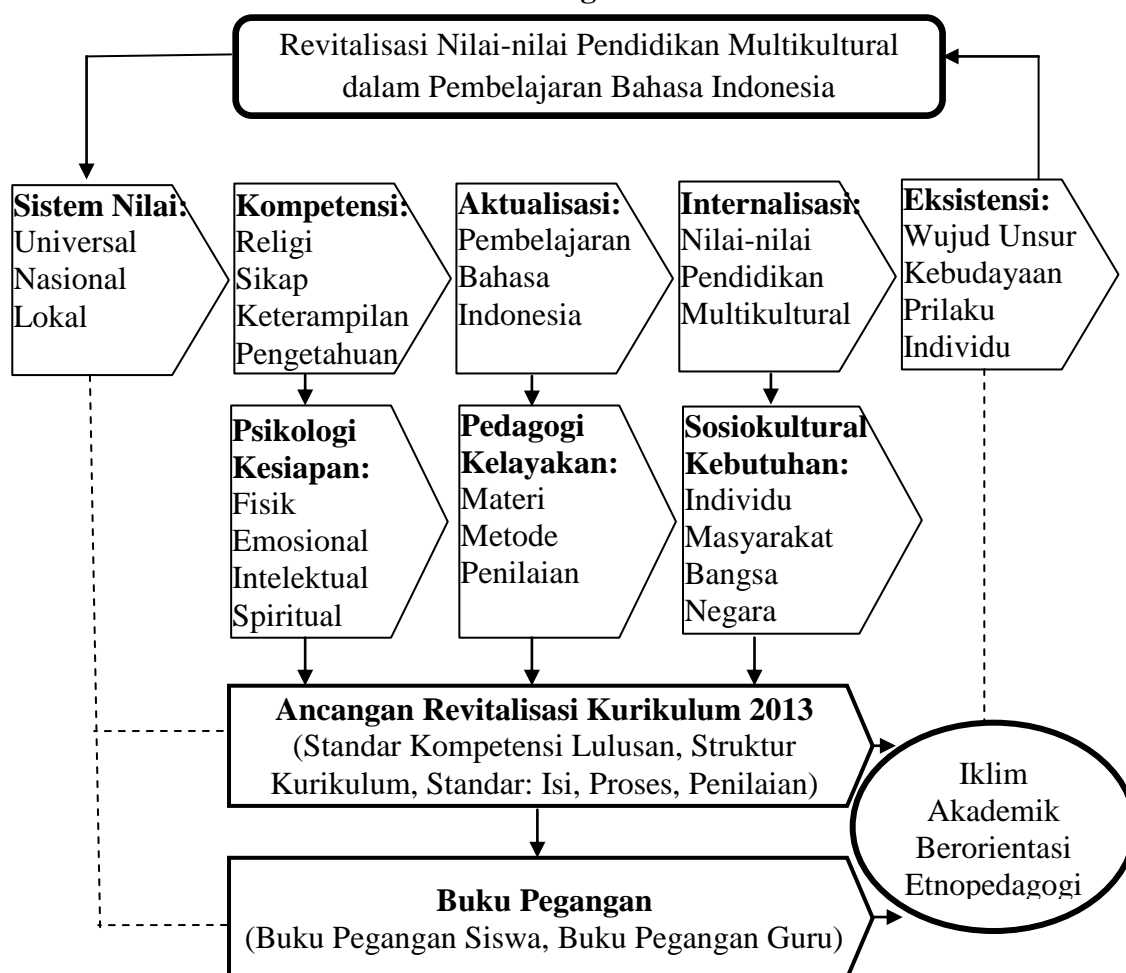 Revitalisasi Nilai-nilai Pendidikan Multikultural
dalam Pembelajaran Bahasa Indonesia
Sistem Nilai:
Universal
Nasional
Lokal
Kompetensi:
Religi
Sikap
Keterampilan
Pengetahuan
Aktualisasi:
Pembelajaran
Bahasa
Indonesia
Internalisasi:
Nilai-nilai
Pendidikan
Multikultural
Eksistensi:
Wujud Unsur
Kebudayaan
Prilaku
Individu
Psikologi
Kesiapan:
Fisik
Emosional
Intelektual
Spiritual
Pedagogi
Kelayakan:
Materi
Metode
Penilaian
Sosiokultural
Kebutuhan:
Individu
Masyarakat
Bangsa
Negara
Ancangan Revitalisasi Kurikulum 2013
(Standar Kompetensi Lulusan, Struktur
Kurikulum, Standar: Isi, Proses, Penilaian)
Iklim
Akademik
Berorientasi
Etnopedagogi
Buku Pegangan
(Buku Pegangan Siswa, Buku Pegangan Guru)